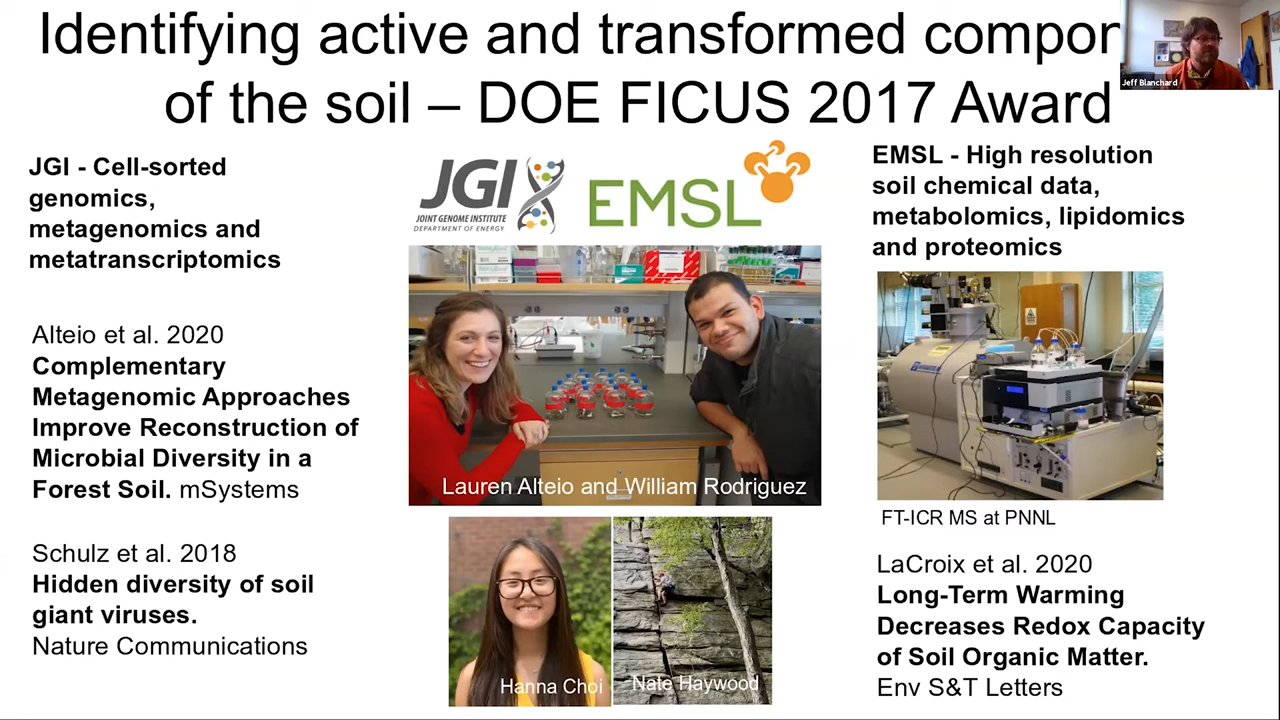 Identifying active and transformed compon
of the soil – DOE FICUS 2017 Award
Jeff Blanchard
JGI - Cell-sorted
genomics,
metagenomics and
metatranscriptomics
JGI
JOINT GENOME INSTITUTE
DEPARTMENT OF ENERGY
EMSL
EMSL - High resolution
soil chemical data,
metabolomics, lipidomics
and proteomics
Alteio et al. 2020
Complementary
Metagenomic Approaches
Improve Reconstruction of
Microbial Diversity in a
Forest Soil. mSystems
Lauren Alteio and William Rodriguez
FT-ICR MS at PNNL
Schulz et al. 2018
Hidden diversity of soil
giant viruses.
Nature Communications
Hanna Choi
Nate Haywood
LaCroix et al. 2020
Long-Term Warming
Decreases Redox Capacity
of Soil Organic Matter.
Env S&T Letters